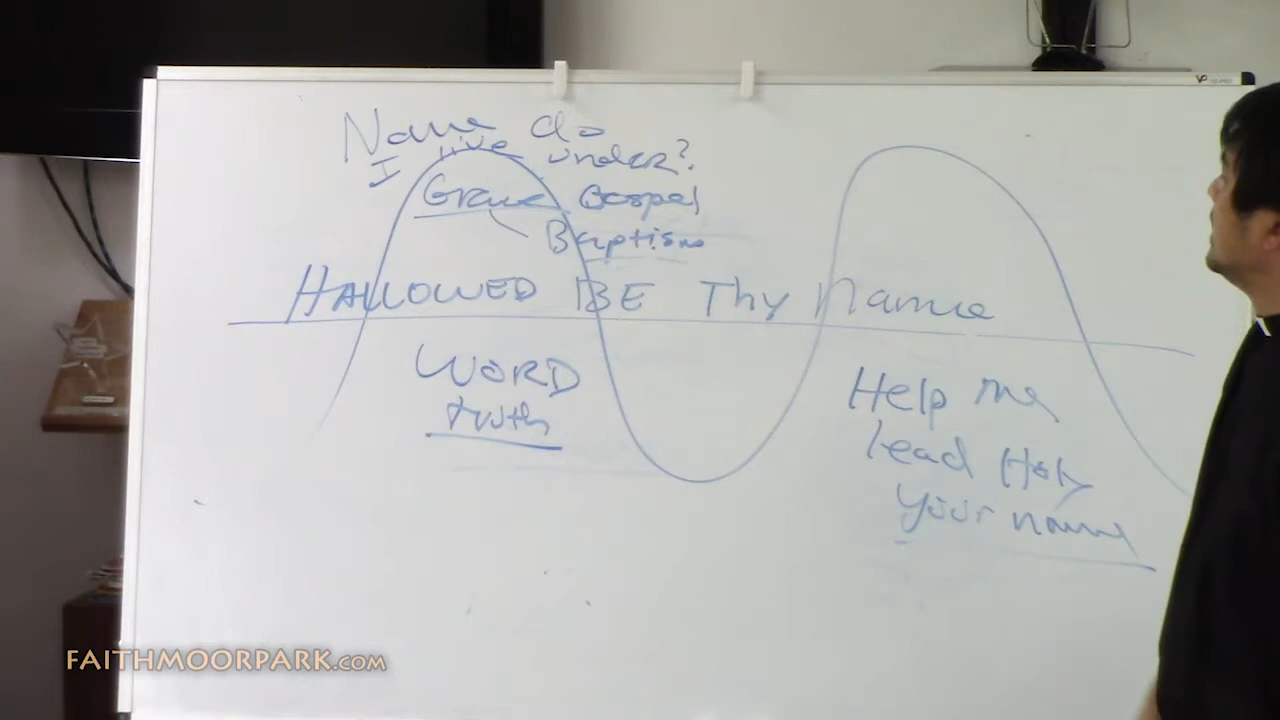 Name do
I live under?
Grace Gospel
Baptism
HALLOWED BE Thy Name
WORD
truth
Help me
lead Holy
your name
FAITHMOORPARK.COM